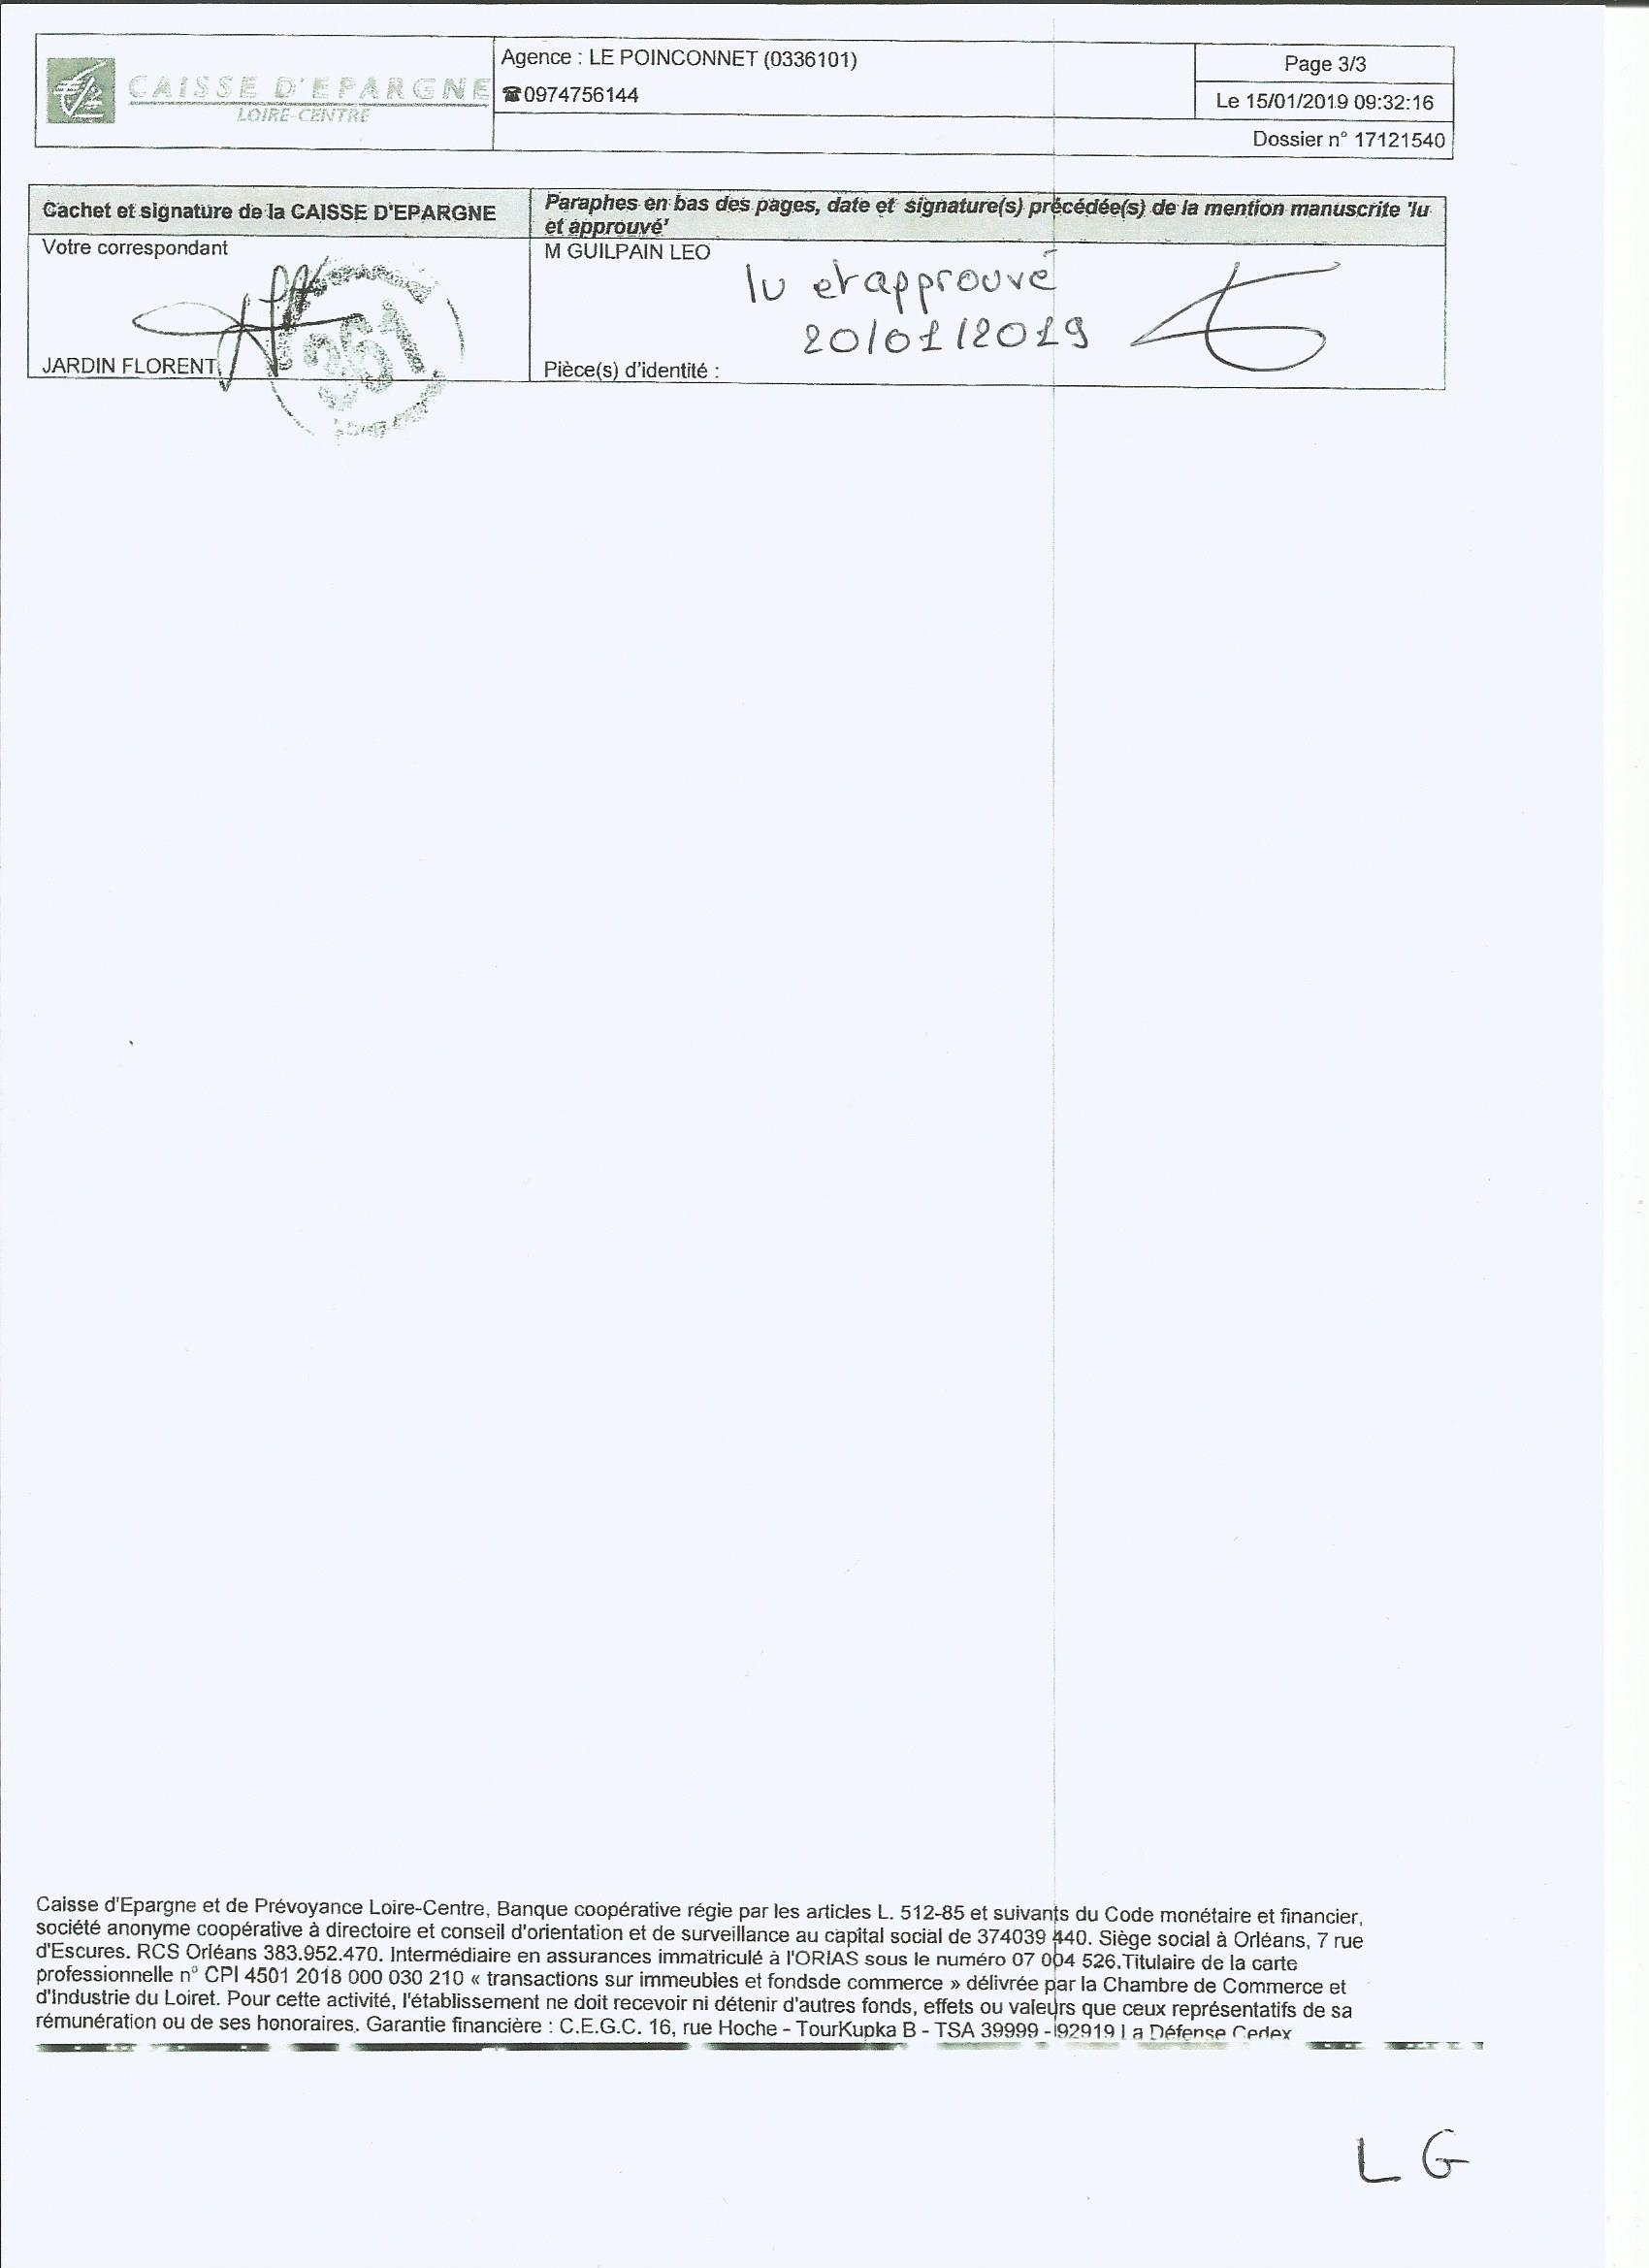 CAISSE D'EPARGNE
LOIRE-CENTRE
Agence : LE POINCONNET (0336101)
☎0974756144
Page 3/3
Le 15/01/2019 09:32:16
Dossier n° 17121540
Cachet et signature de la CAISSE D'EPARGNE
Paraphes en bas des pages, date et signature(s) précédée(s) de la mention manuscrite 'lu
et approuvé'
Votre correspondant
JARDIN FLORENT
M GUILPAIN LEO
lu et approuvé
20/01/2019
Pièce(s) d'identité :
Caisse d'Epargne et de Prévoyance Loire-Centre, Banque coopérative régie par les articles L. 512-85 et suivants du Code monétaire et financier,
société anonyme coopérative à directoire et conseil d'orientation et de surveillance au capital social de 374039 440. Siège social à Orléans, 7 rue
d'Escures. RCS Orléans 383.952.470. Intermédiaire en assurances immatriculé à l'ORIAS sous le numéro 07 004 526.Titulaire de la carte
professionnelle n° CPI 4501 2018 000 030 210 « transactions sur immeubles et fondsde commerce » délivrée par la Chambre de Commerce et
d'Industrie du Loiret. Pour cette activité, l'établissement ne doit recevoir ni détenir d'autres fonds, effets ou valeurs que ceux représentatifs de sa
rémunération ou de ses honoraires. Garantie financière : C.E.G.C. 16, rue Hoche - TourKupka B - TSA 39999 - 92919 La Défense Cedex
L G